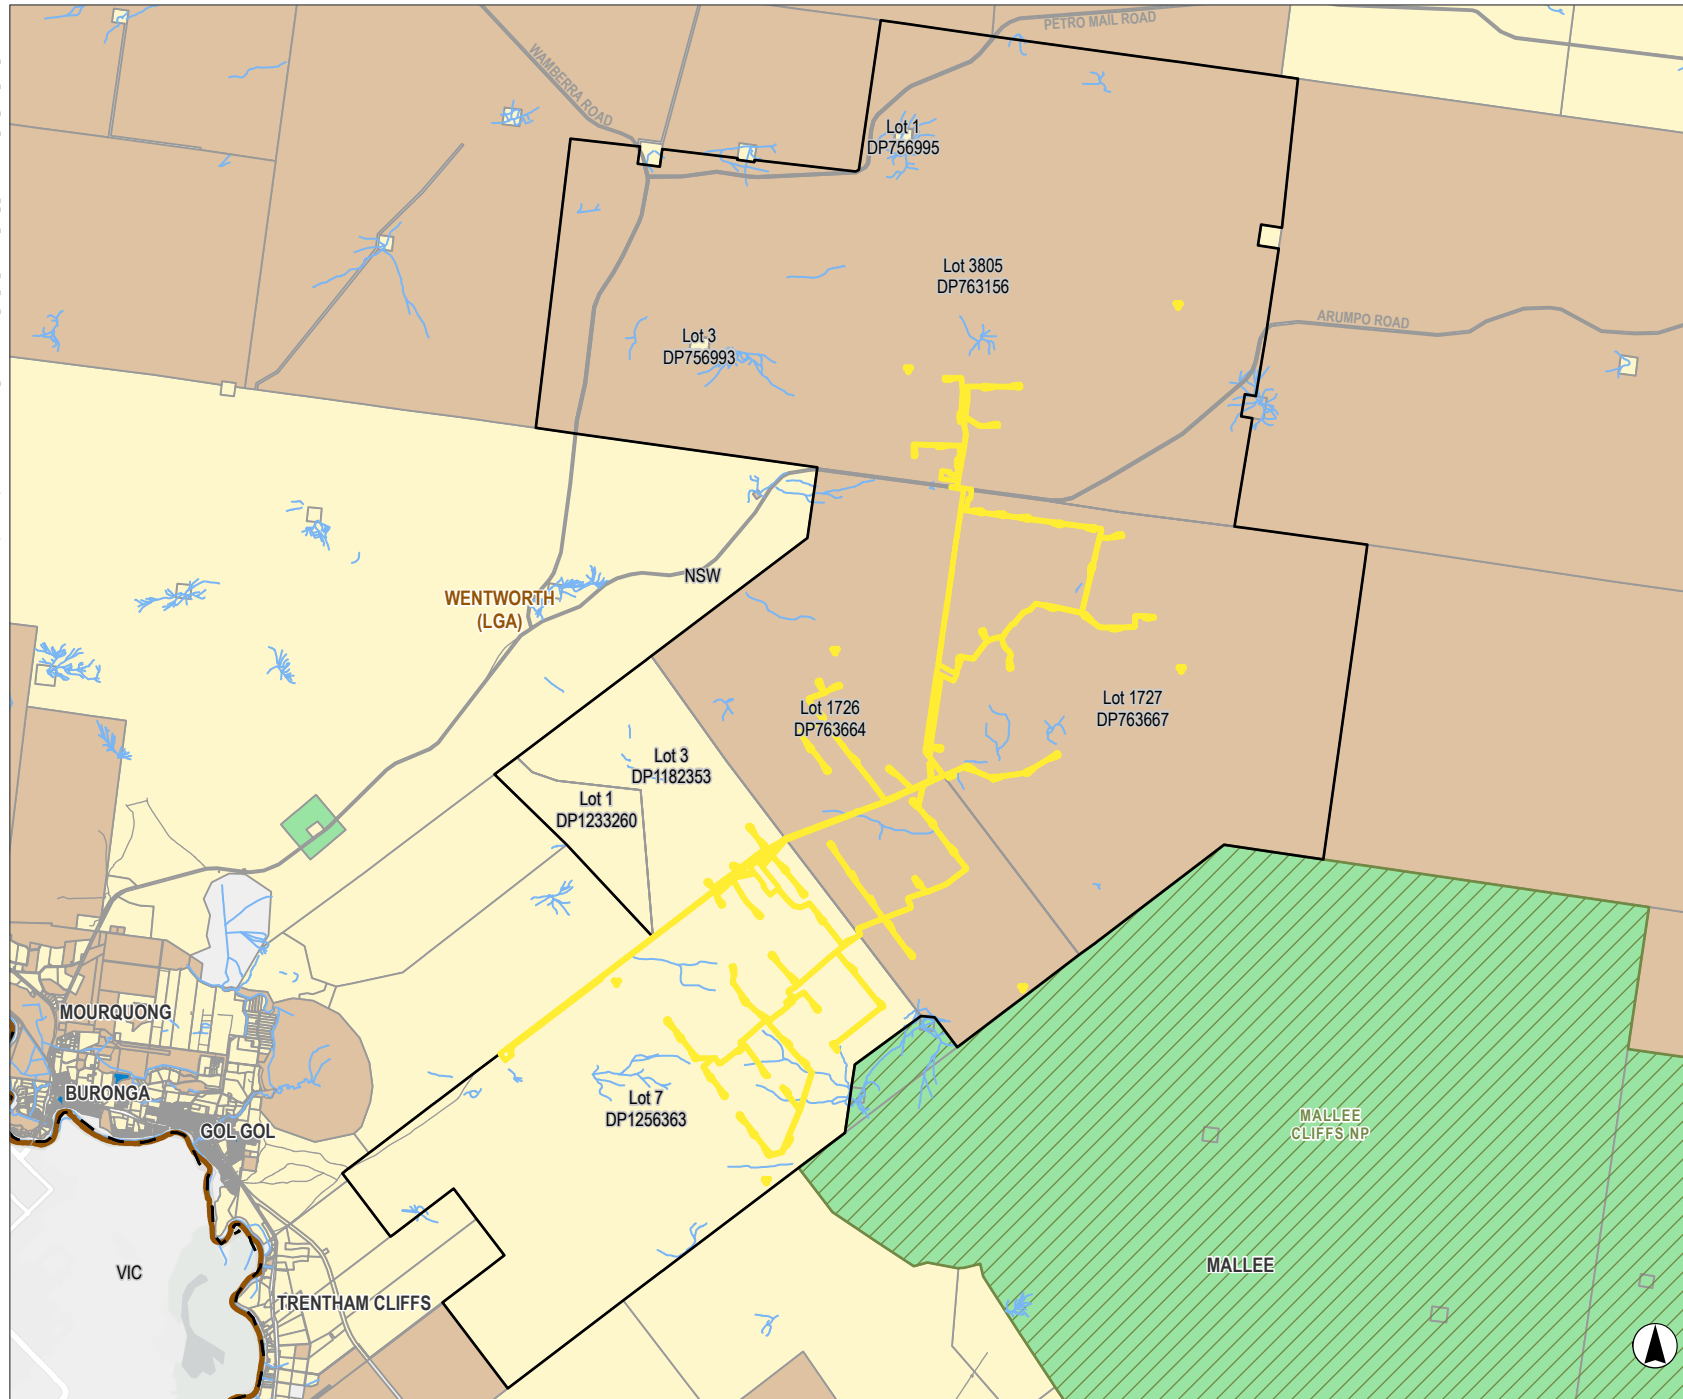 PETRO MAIL ROAD
WAMBERRA ROAD
Lot 1
DP756995
Lot 3805
DP763156
ARUMPO ROAD
Lot 3
DP756993
NSW
WENTWORTH
(LGA)
Lot 1726
DP763664
Lot 1727
DP763667
Lot 3
DP1182353
Lot 1
DP1233260
MOURQUONG
BURONGA
GOL GOL
Lot 7
DP1256363
MALLEE
CLIFFS NP
MALLEE
VIC
TRENTHAM CLIFFS